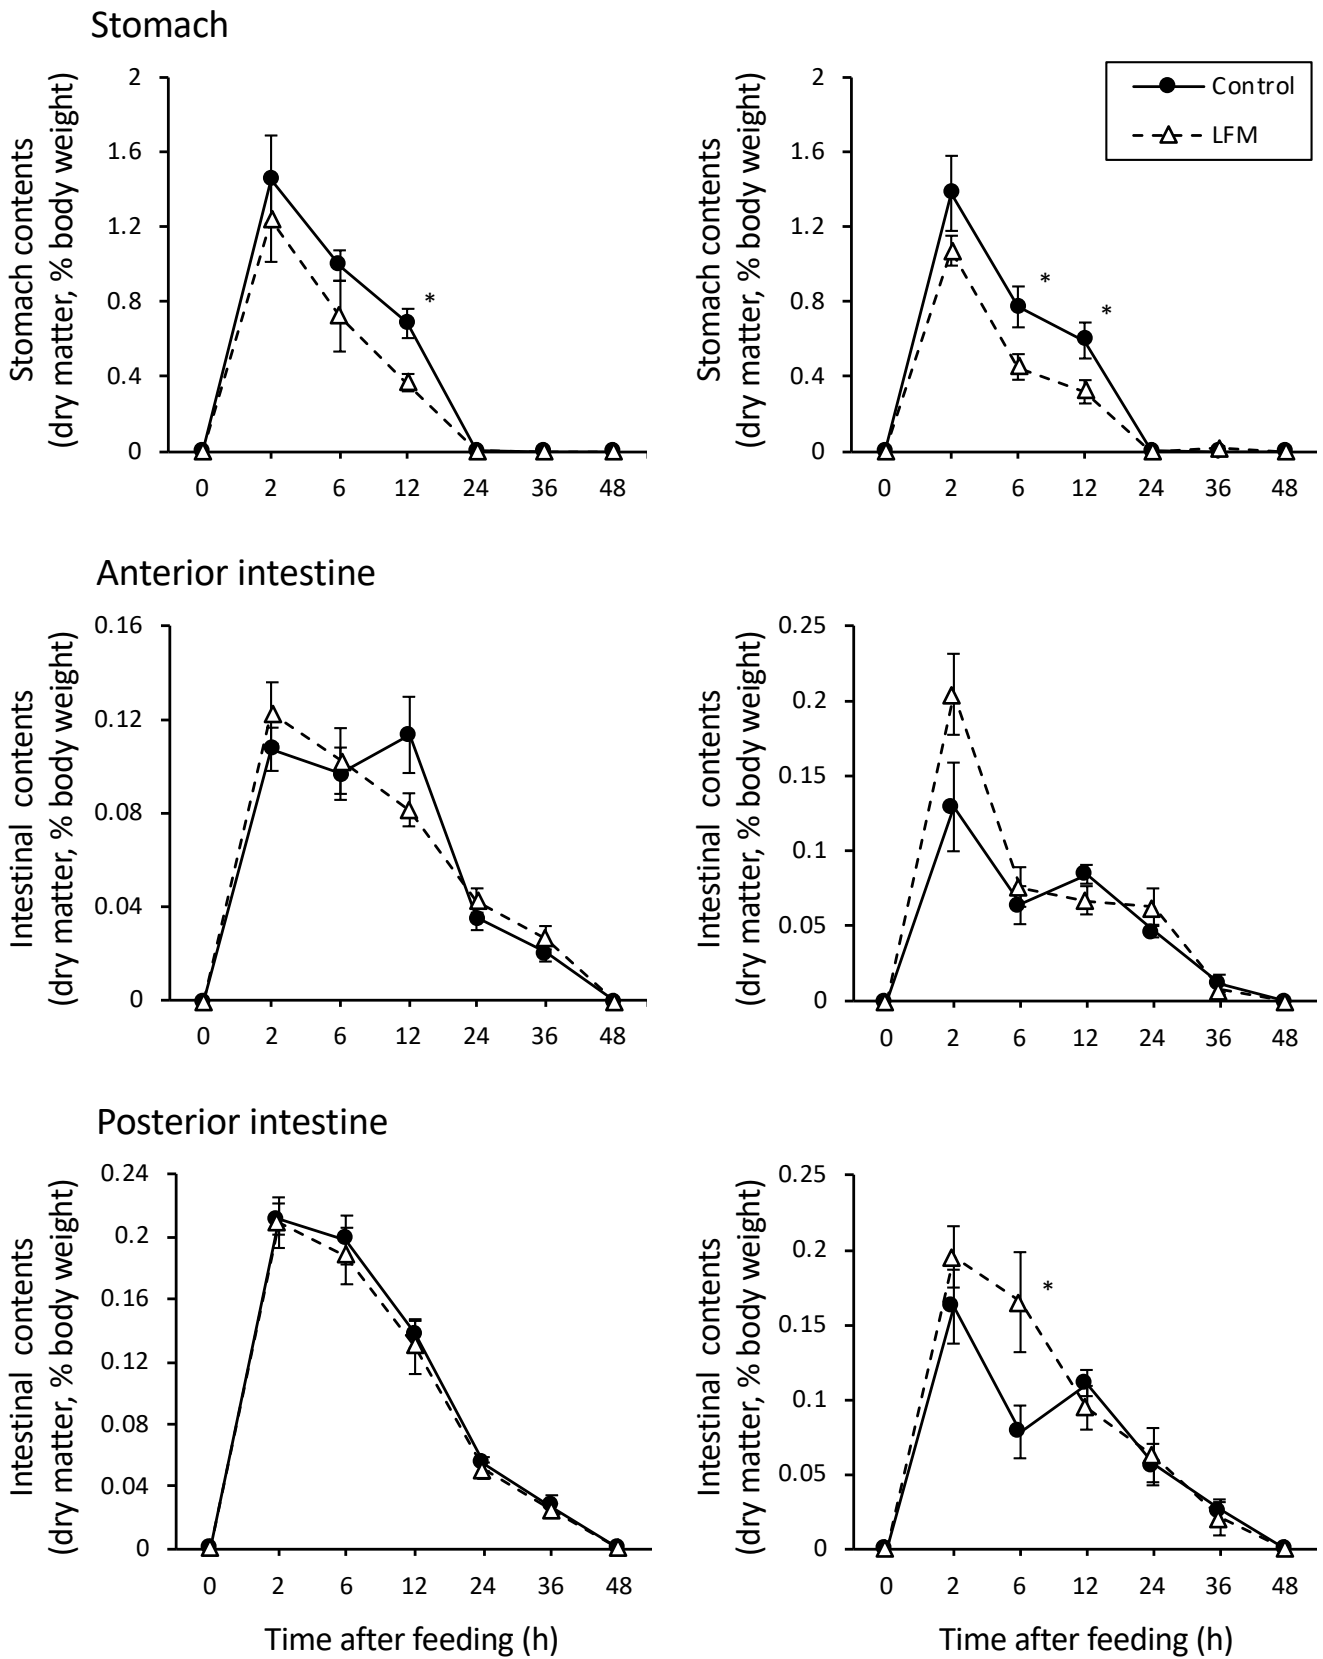 Stomach
Stomach contents
(dry matter, % body weight)
2
1.6
1.2
0.8
0.4
0
*
0 2 6 12 24 36 48
Stomach contents
(dry matter, % body weight)
2
1.6
1.2
0.8
0.4
0
*
*
0 2 6 12 24 36 48
Control
LFM
Anterior intestine
Intestinal contents
(dry matter, % body weight)
0.16
0.12
0.08
0.04
0
0 2 6 12 24 36 48
Intestinal contents
(dry matter, % body weight)
0.25
0.2
0.15
0.1
0.05
0
0 2 6 12 24 36 48
Posterior intestine
Intestinal contents
(dry matter, % body weight)
0.24
0.2
0.16
0.12
0.08
0.04
0
0 2 6 12 24 36 48
Time after feeding (h)
Intestinal contents
(dry matter, % body weight)
0.25
0.2
0.15
0.1
0.05
0
*
0 2 6 12 24 36 48
Time after feeding (h)